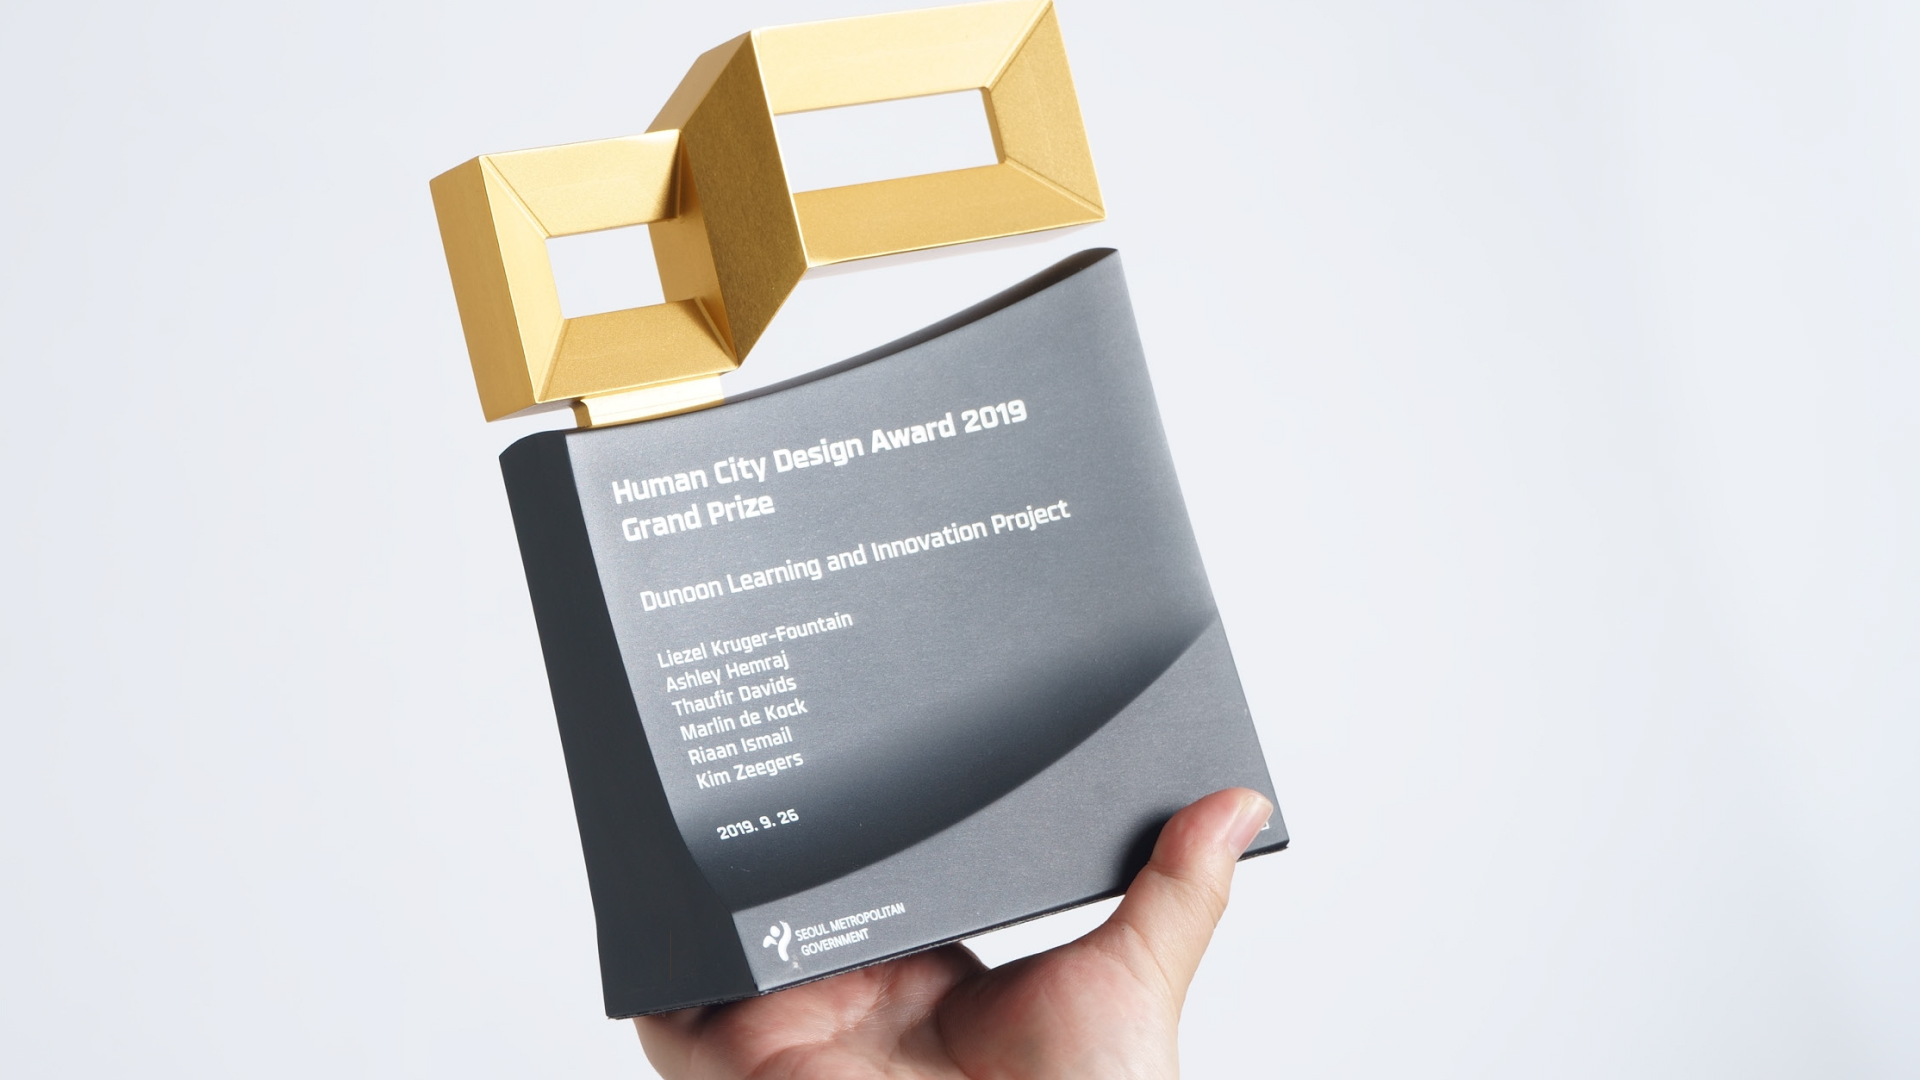 Human City Design Award 2019
Grand Prize
Dunoon Learning and Innovation Project
Liezel Kruger-Fountain
Ashley Hemraj
Thaufir Davids
Marlin de Kock
Riaan Ismail
Kim Zeegers
2019. 9. 26
SEOUL METROPOLITAN
GOVERNMENT